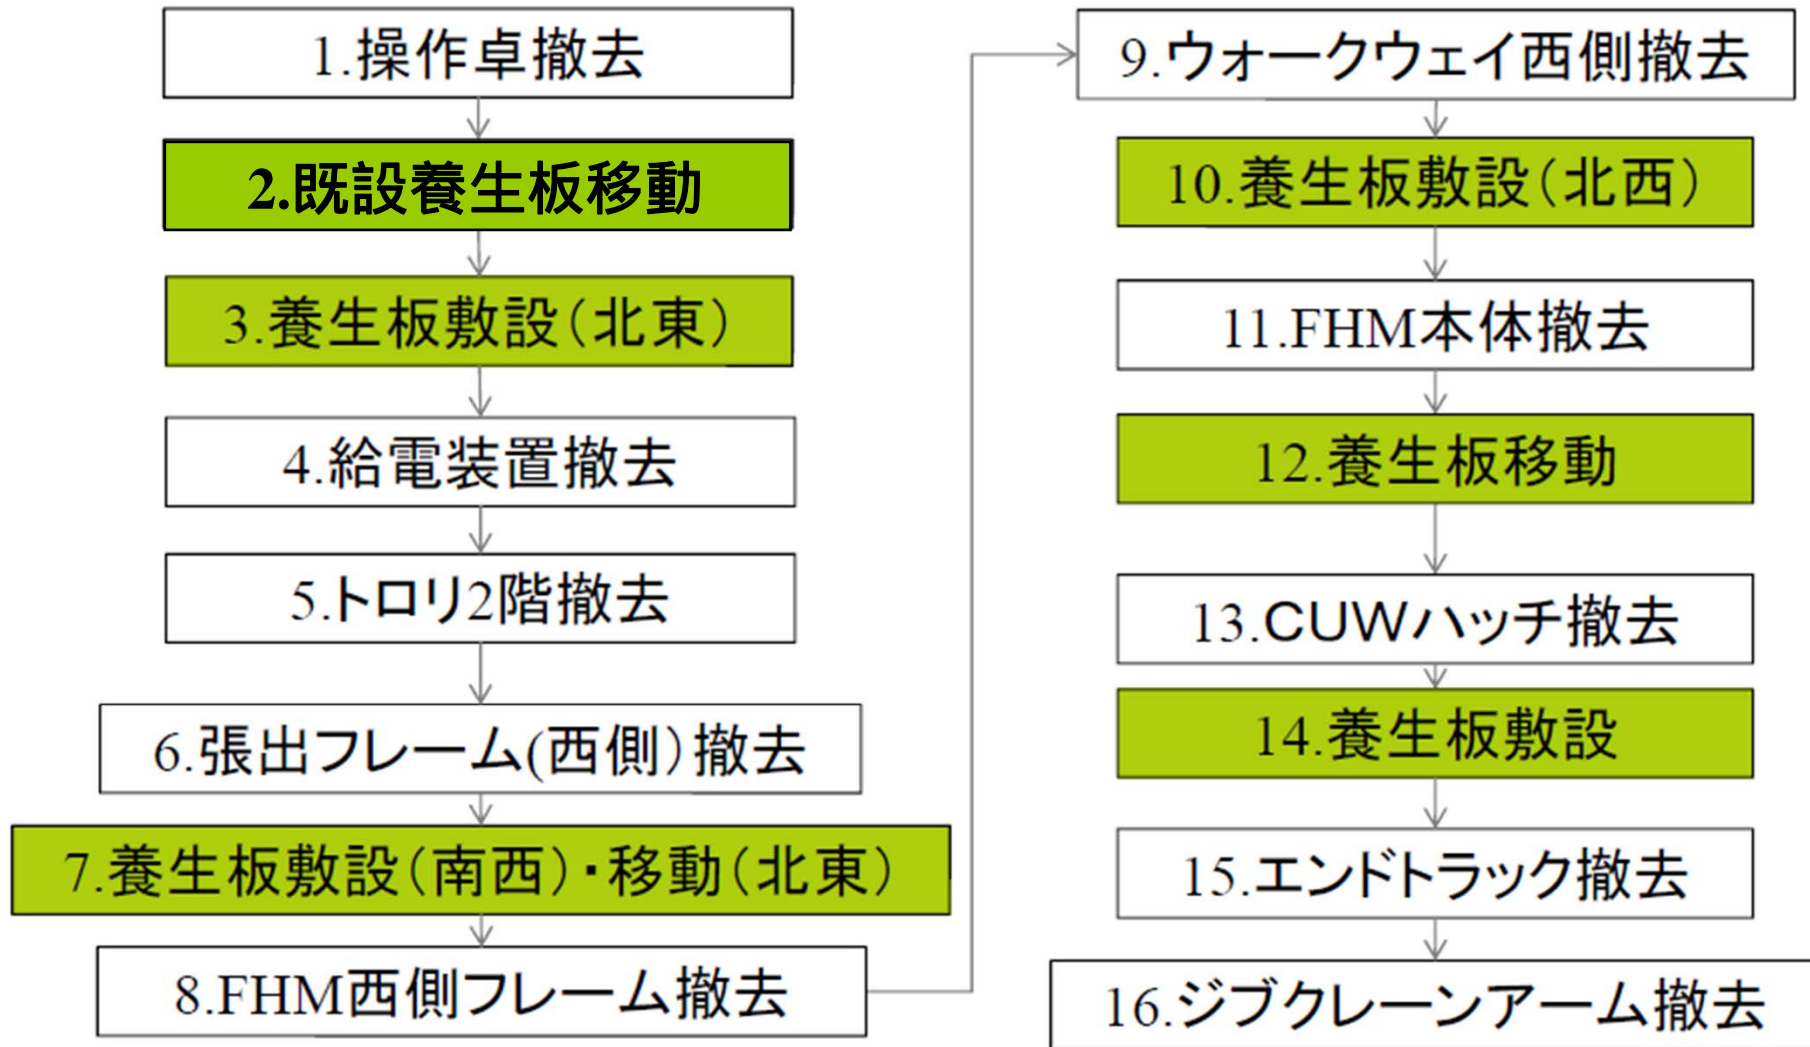 1.操作卓撤去
2.既設養生板移動
3.養生板敷設（北東）
4.給電装置撤去
5.トロリ2階撤去
6.張出フレーム(西側）撤去
7.養生板敷設（南西）・移動（北東）
8.FHM西側フレーム撤去
9.ウォークウェイ西側撤去
10.養生板敷設（北西）
11.FHM本体撤去
12.養生板移動
13.CUWハッチ撤去
14.養生板敷設
15.エンドトラック撤去
16.ジブクレーンアーム撤去